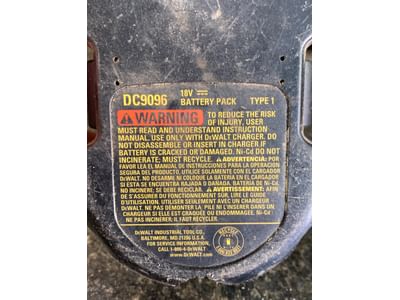 DC9096 18V ⎓ BATTERY PACK TYPE 1
⚠WARNING TO REDUCE THE RISK
OF INJURY, USER
MUST READ AND UNDERSTAND INSTRUCTION
MANUAL. USE ONLY WITH DEWALT CHARGER. DO
NOT DISASSEMBLE OR INSERT IN CHARGER IF
BATTERY IS CRACKED OR DAMAGED. Ni-Cd DO NOT
INCINERATE; MUST RECYCLE. ⚠ADVERTENCIA: POR
FAVOR LEA EL MANUAL DE INSTRUCCIONES PARA LA OPERACION
SEGURA DEL PRODUCTO. UTILICE SOLAMENTE CON EL CARGADOR
DEWALT. NO DESARME NI COLOQUE LA BATERIA EN EL CARGADOR
SI ESTA SE ENCUENTRA RAJADA O DANADA. BATERIA DE Ni-Cd,
NO INCINERE; SE DEBE RECICLAR. ⚠AVERTISSEMENT: AFIN
DE S'ASSURER DU FONCTIONNEMENT SUR, LIRE LE GUIDE
D'UTILISATION. UTILISER SEULEMENT AVEC UN CHARGEUR
DEWALT. NE PAS DEMONTER NI INSERER DANS UN
CHARGEUR SI ELLE EST CRAQUEE OU ENDOMMAGEE. Ni-Cd -
NE PAS INCINERER; IL FAUT RECYCLER.
DEWALT INDUSTRIAL TOOL CO.,
BALTIMORE, MD 21286 U.S.A.
FOR SERVICE INFORMATION,
CALL 1-800-4-DEWALT
www.DEWALT.com